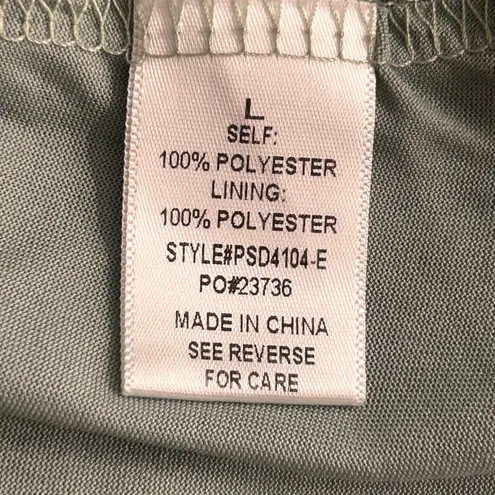 L
SELF:
100% POLYESTER
LINING:
100% POLYESTER
STYLE#PSD4104-E
PO#23736
MADE IN CHINA
SEE REVERSE
FOR CARE